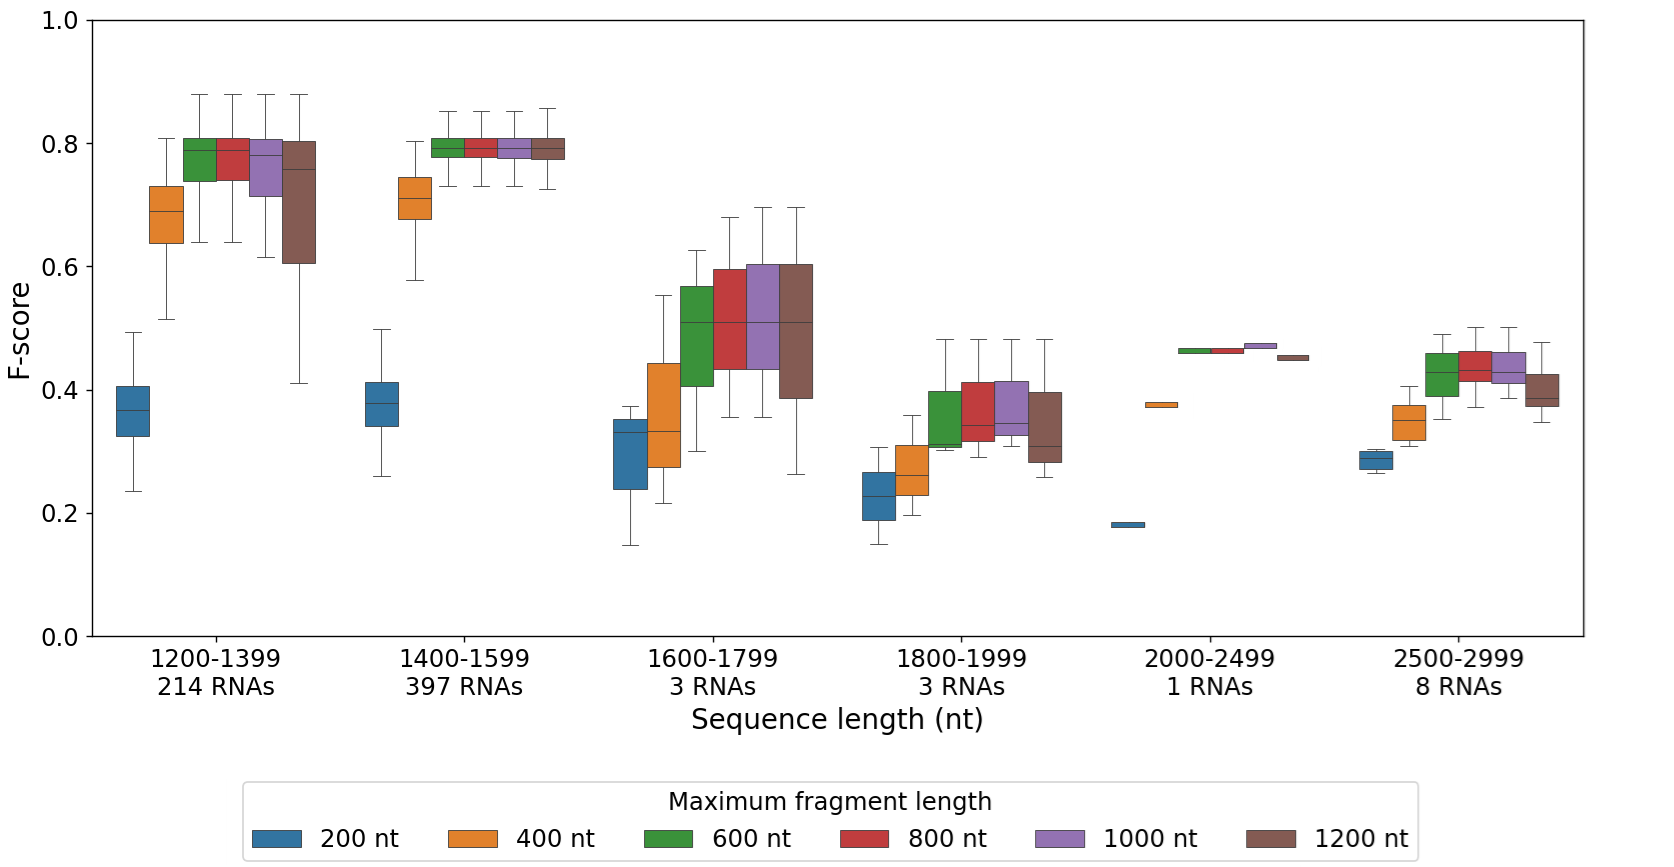 1.0
0.8
0.6
0.4
0.2
0.0
F-score
1200-1399 1400-1599 1600-1799 1800-1999 2000-2499 2500-2999
214 RNAs 397 RNAs 3 RNAs 3 RNAs 1 RNAs 8 RNAs
Sequence length (nt)
Maximum fragment length
200 nt 400 nt 600 nt 800 nt 1000 nt 1200 nt